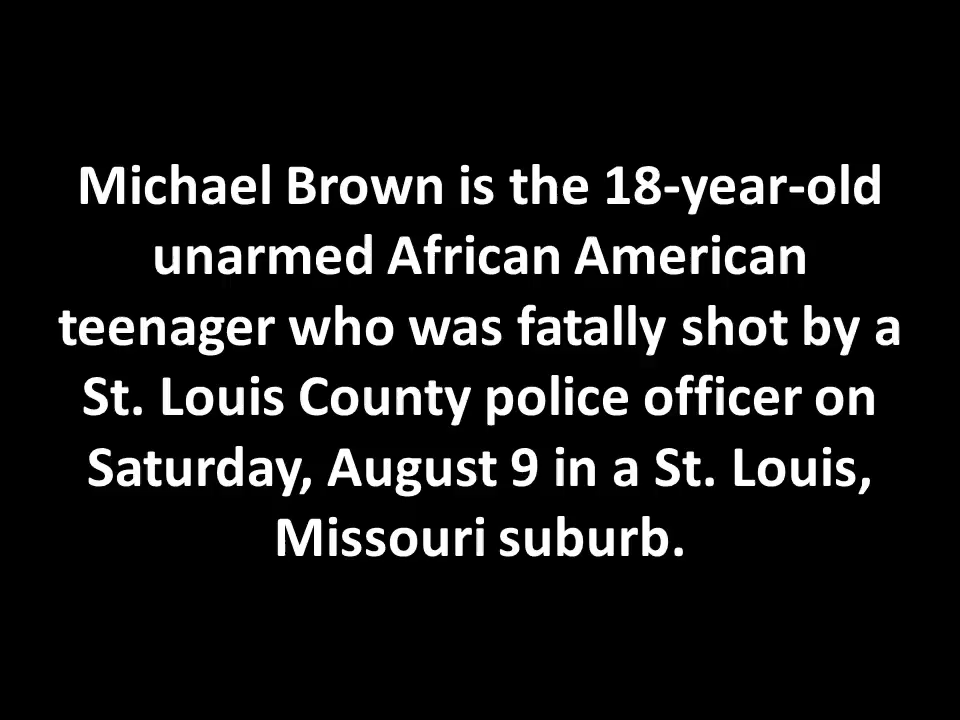 Michael Brown is the 18-year-old
unarmed African American
teenager who was fatally shot by a
St. Louis County police officer on
Saturday, August 9 in a St. Louis,
Missouri suburb.